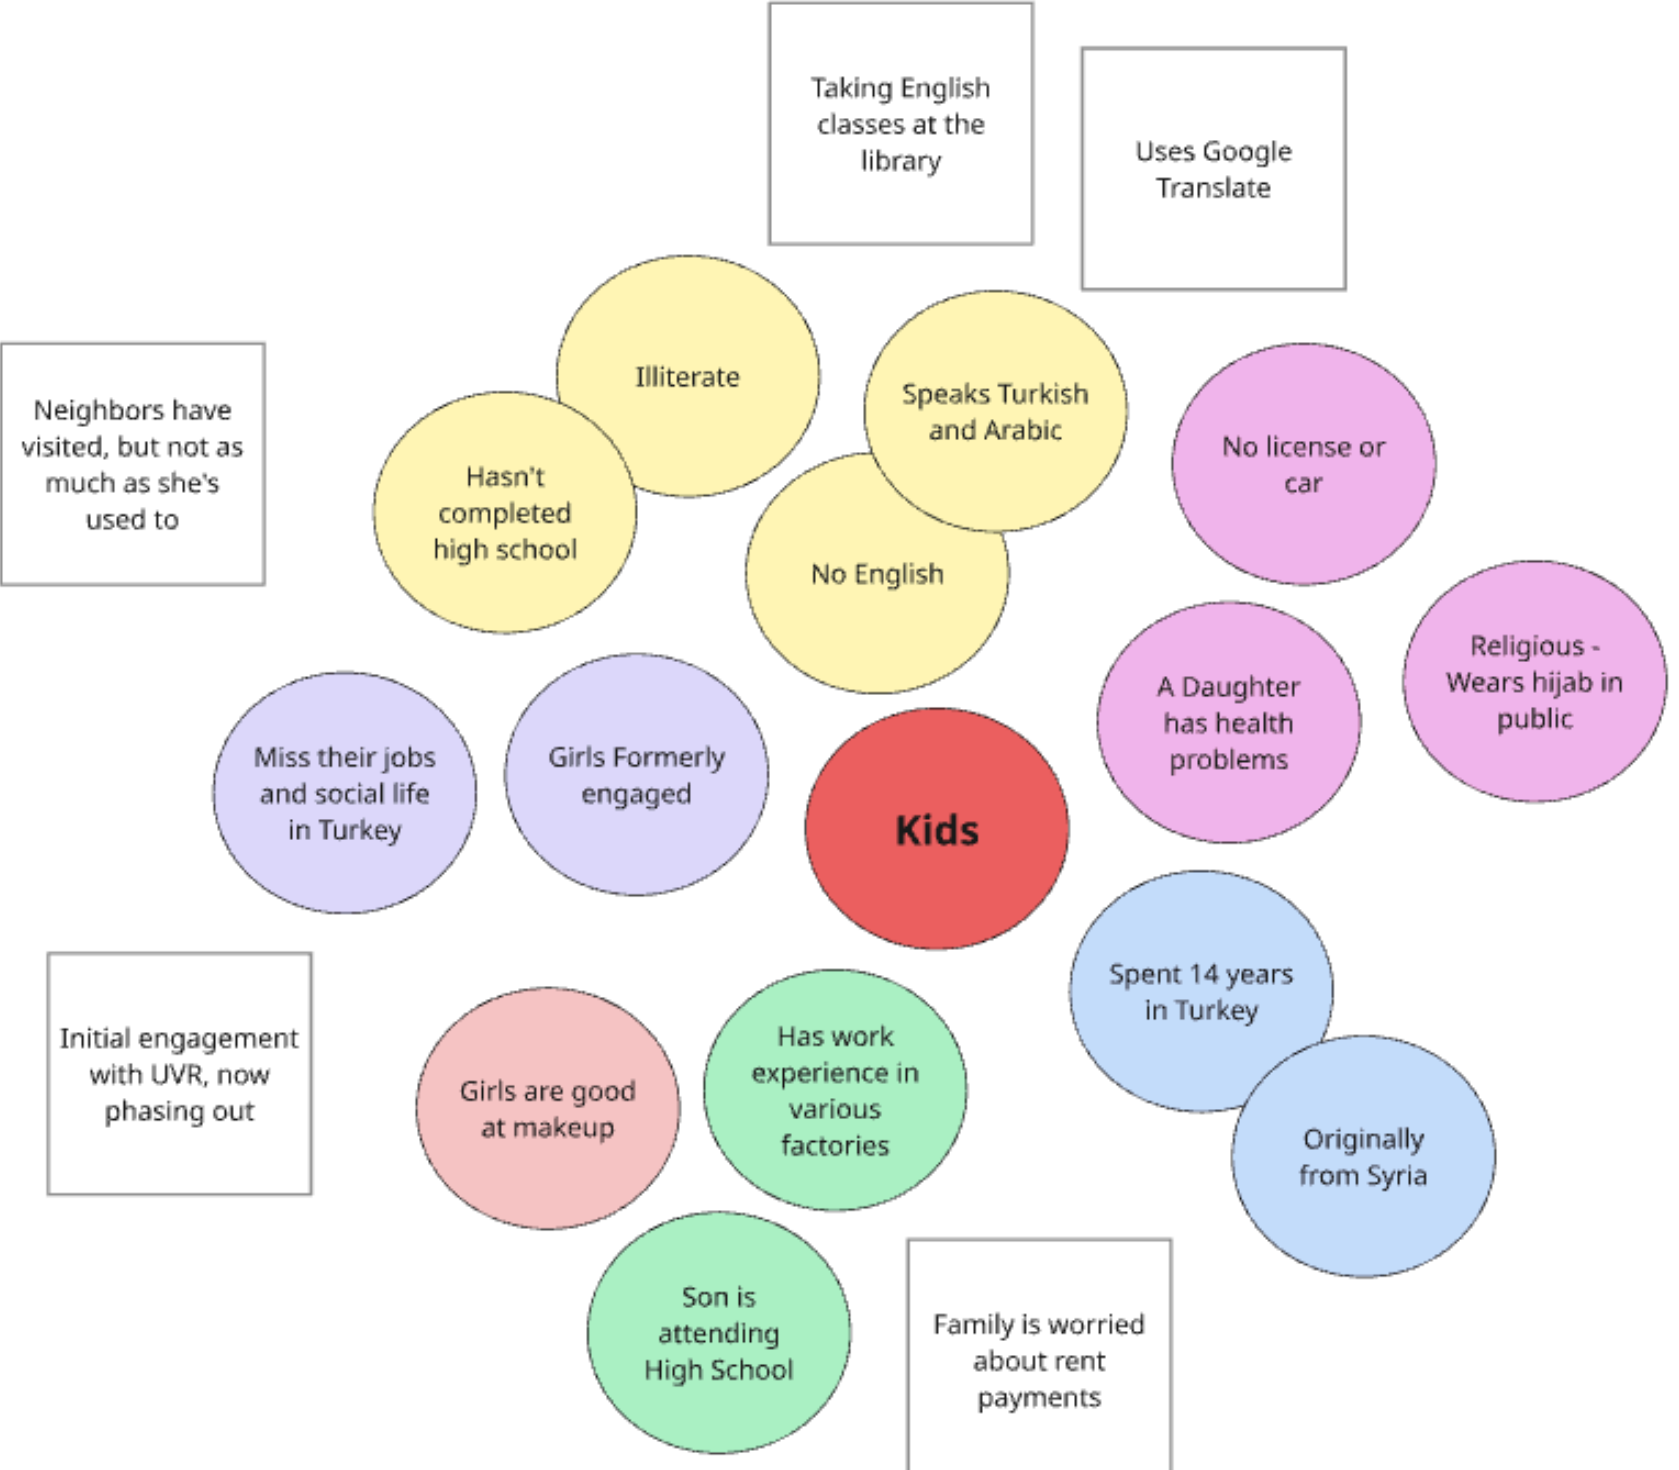 Taking English
classes at the
library
Uses Google
Translate
Illiterate
Speaks Turkish
and Arabic
No license or
car
Neighbors have
visited, but not as
much as she's
used to
Hasn't
completed
high school
No English
Religious -
Wears hijab in
public
A Daughter
has health
problems
Miss their jobs
and social life
in Turkey
Girls Formerly
engaged
Kids
Spent 14 years
in Turkey
Initial engagement
with UVR, now
phasing out
Girls are good
at makeup
Has work
experience in
various
factories
Originally
from Syria
Son is
attending
High School
Family is worried
about rent
payments